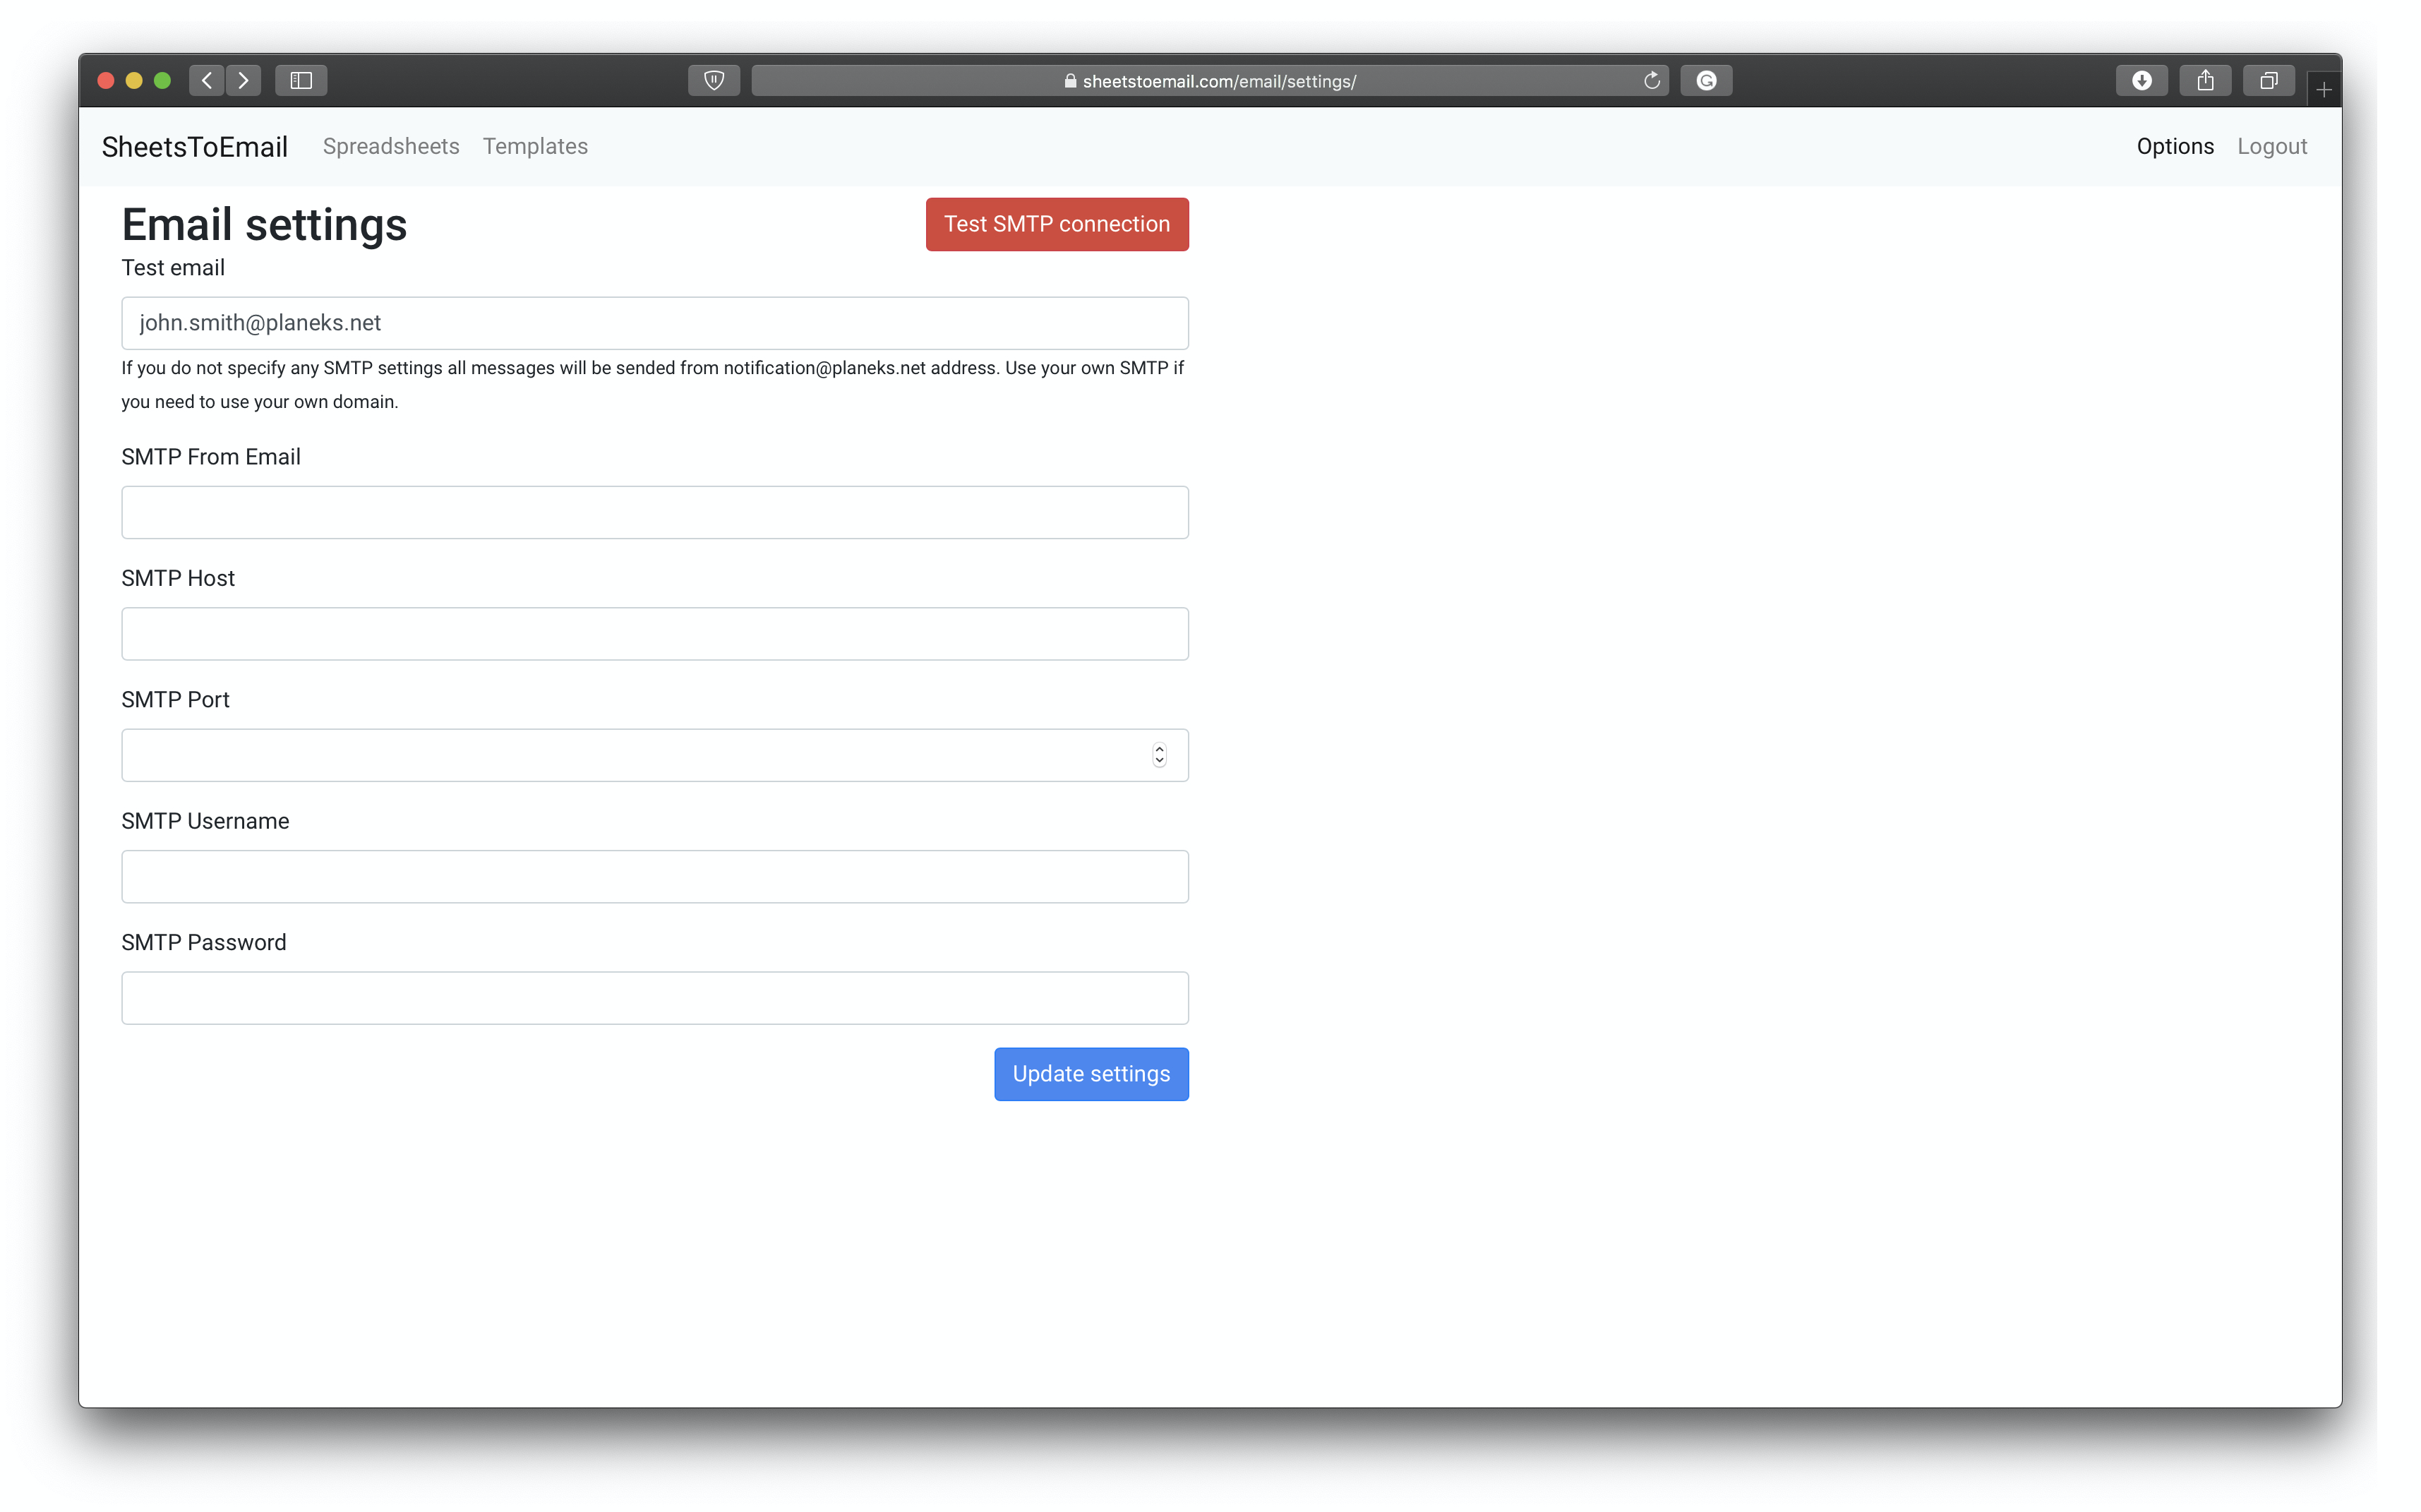 sheetstoemail.com/email/settings/
SheetsToEmail Spreadsheets Templates Options Logout
Email settings
Test SMTP connection
Test email
john.smith@planeks.net
If you do not specify any SMTP settings all messages will be sended from notification@planeks.net address. Use your own SMTP if
you need to use your own domain.
SMTP From Email
SMTP Host
SMTP Port
SMTP Username
SMTP Password
Update settings